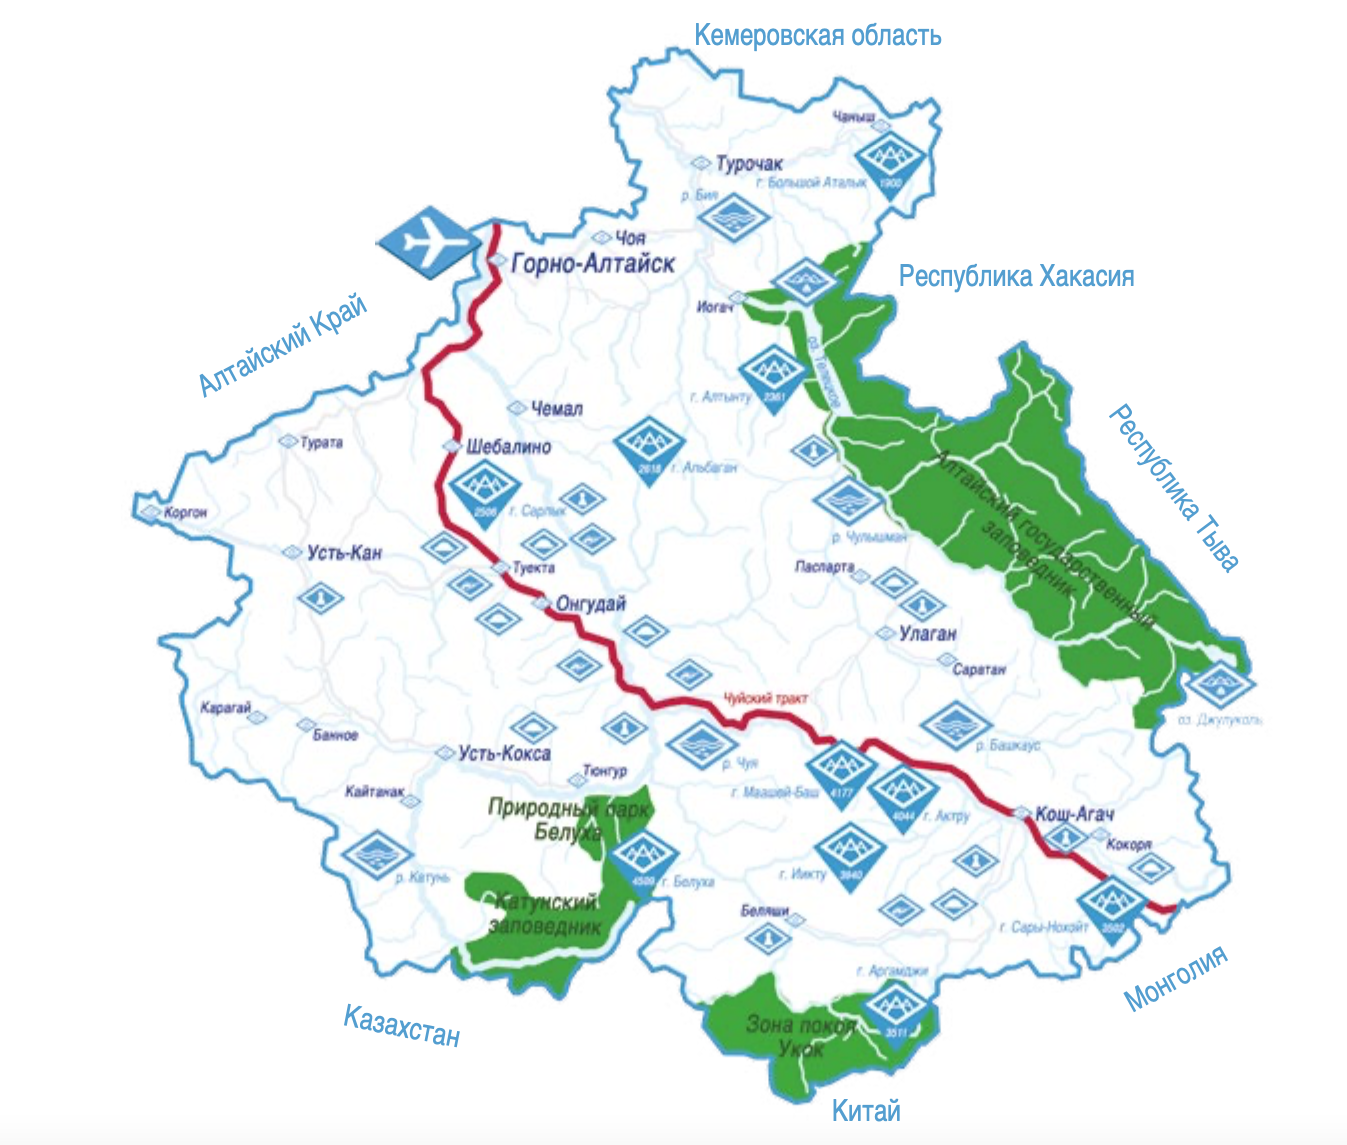 Кемеровская область
Чаныш
Турочак
г. Большой Аталык
1900
р. Бия
Чоя
Горно-Алтайск
Республика Хакасия
Иогач
Алтайский Край
оз. Телецкое
г. Алтынту
2361
Чемал
Республика Тыва
Турата
Шебалино
2618
г. Альбаган
Алтайский государственный
заповедник
Коргон
2506
г. Сарлык
р. Чулышман
Усть-Кан
Туекта
Паспарта
Онгудай
Улаган
Саратан
Чуйский тракт
оз. Джулуколь
Карагай
Банное
р. Башкаус
Усть-Кокса
р. Чуя
Тюнгур
Кайтанак
г. Маашей-Баш
4177
4044
г. Актру
Природный парк
Белуха
Кош-Агач
Кокоря
р. Катунь
4509
г. Белуха
г. Иикту
3940
Катунский
заповедник
Беляши
г. Сары-Нохойт
3502
г. Аргамджи
Монголия
3511
Зона покоя
Укок
Казахстан
Китай